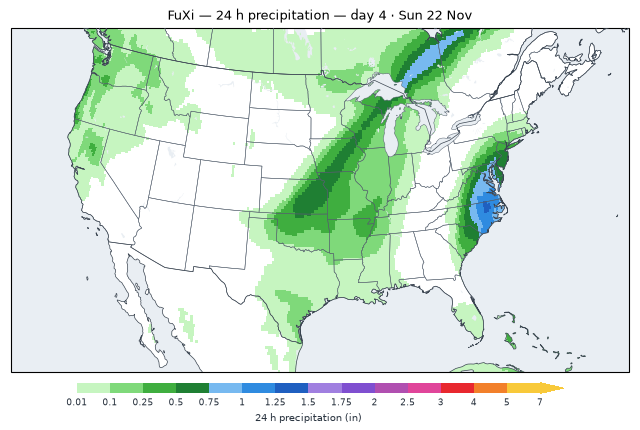 FuXi — 24 h precipitation — day 4 · Sun 22 Nov
0.01 0.1 0.25 0.5 0.75 1 1.25 1.5 1.75 2 2.5 3 4 5 7
24 h precipitation (in)